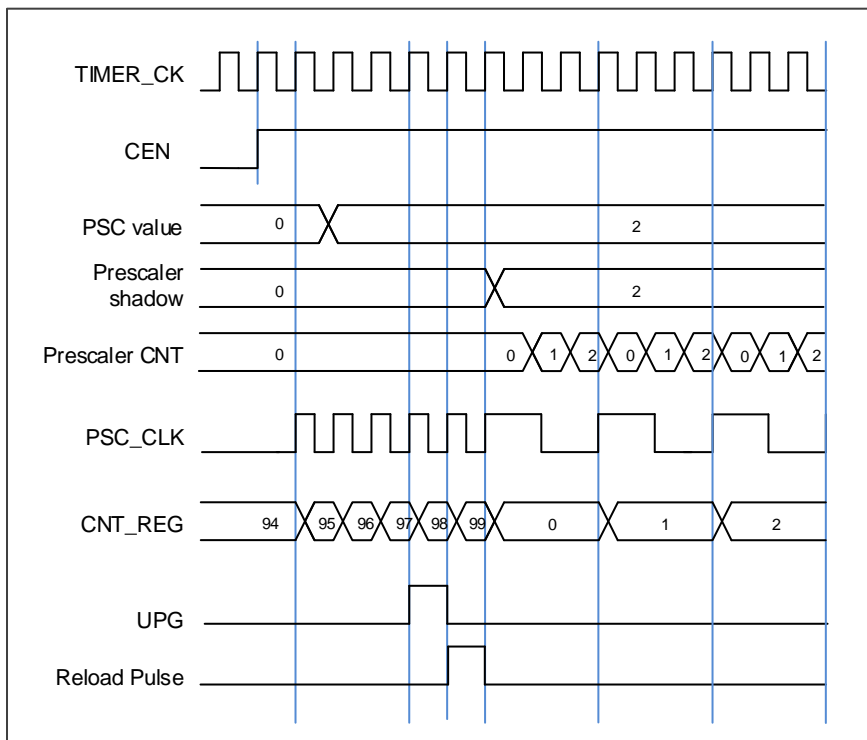 TIMER_CK
CEN
PSC value 0 2
Prescaler
shadow 0 2
Prescaler CNT 0 0 1 2 0 1 2 0 1 2
PSC_CLK
CNT_REG 94 95 96 97 98 99 0 1 2
UPG
Reload Pulse